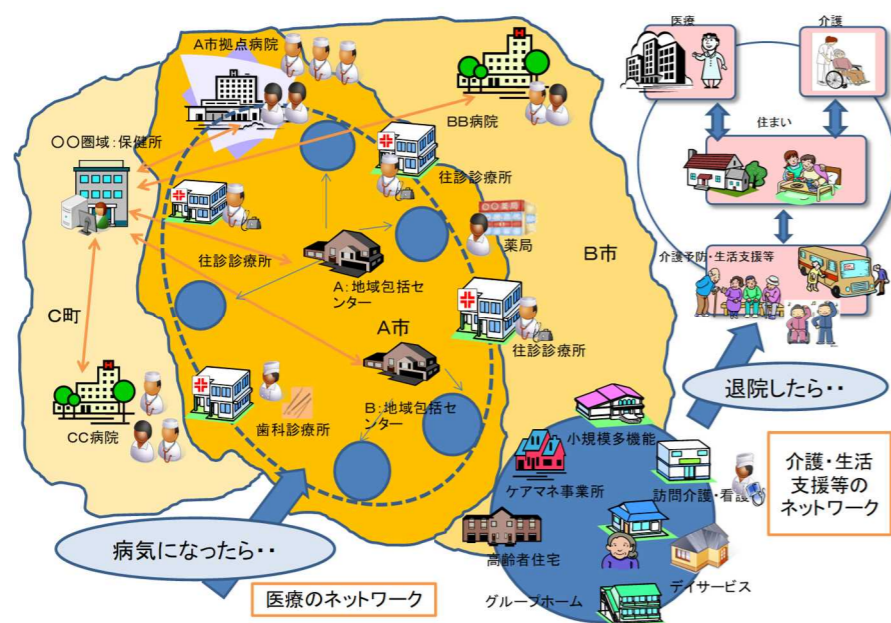 A市拠点病院
BB病院
〇〇圏域:保健所
往診診療所
往診診療所
〇〇薬局
薬局
A:地域包括セ
ンター
A市
B市
C町
往診診療所
CC病院
歯科診療所
B:地域包括セ
ンター
病気になったら・・
医療のネットワーク
医療
介護
住まい
介護予防・生活支援等
退院したら・・
小規模多機能
ケアマネ事業所
訪問介護・看護
高齢者住宅
デイサービス
グループホーム
介護・生活
支援等の
ネットワーク